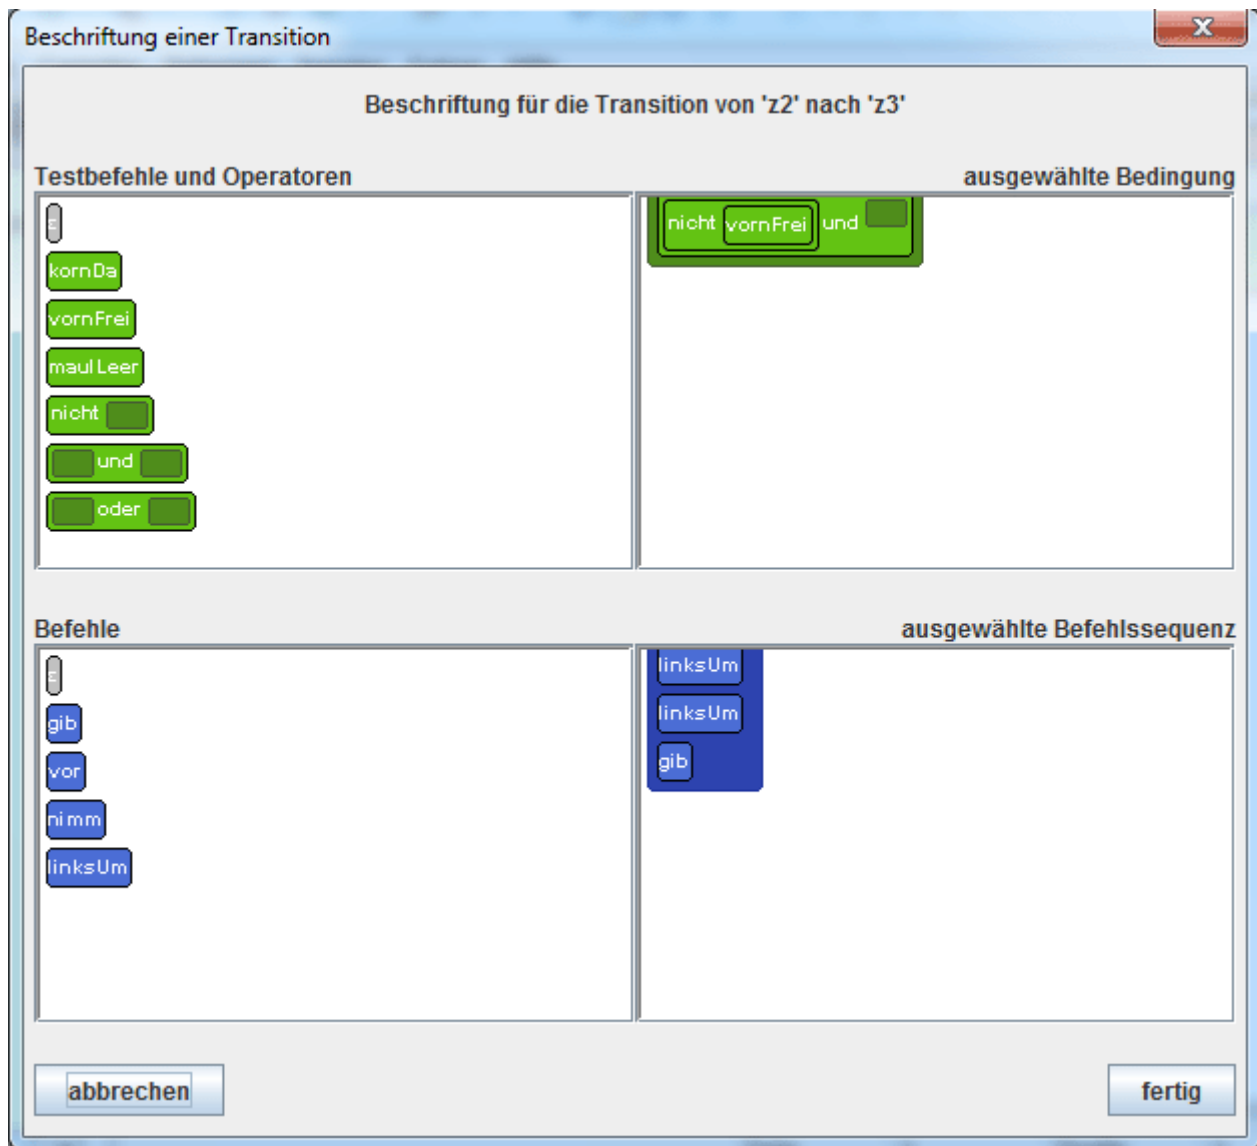 Beschriftung einer Transition
Beschriftung für die Transition von 'z2' nach 'z3'
Testbefehle und Operatoren
ausgewählte Bedingung
kornDa
vornFrei
maulLeer
nicht
und
oder
nicht vornFrei und
Befehle
ausgewählte Befehlssequenz
gib
vor
nimm
linksUm
linksUm
linksUm
gib
abbrechen
fertig